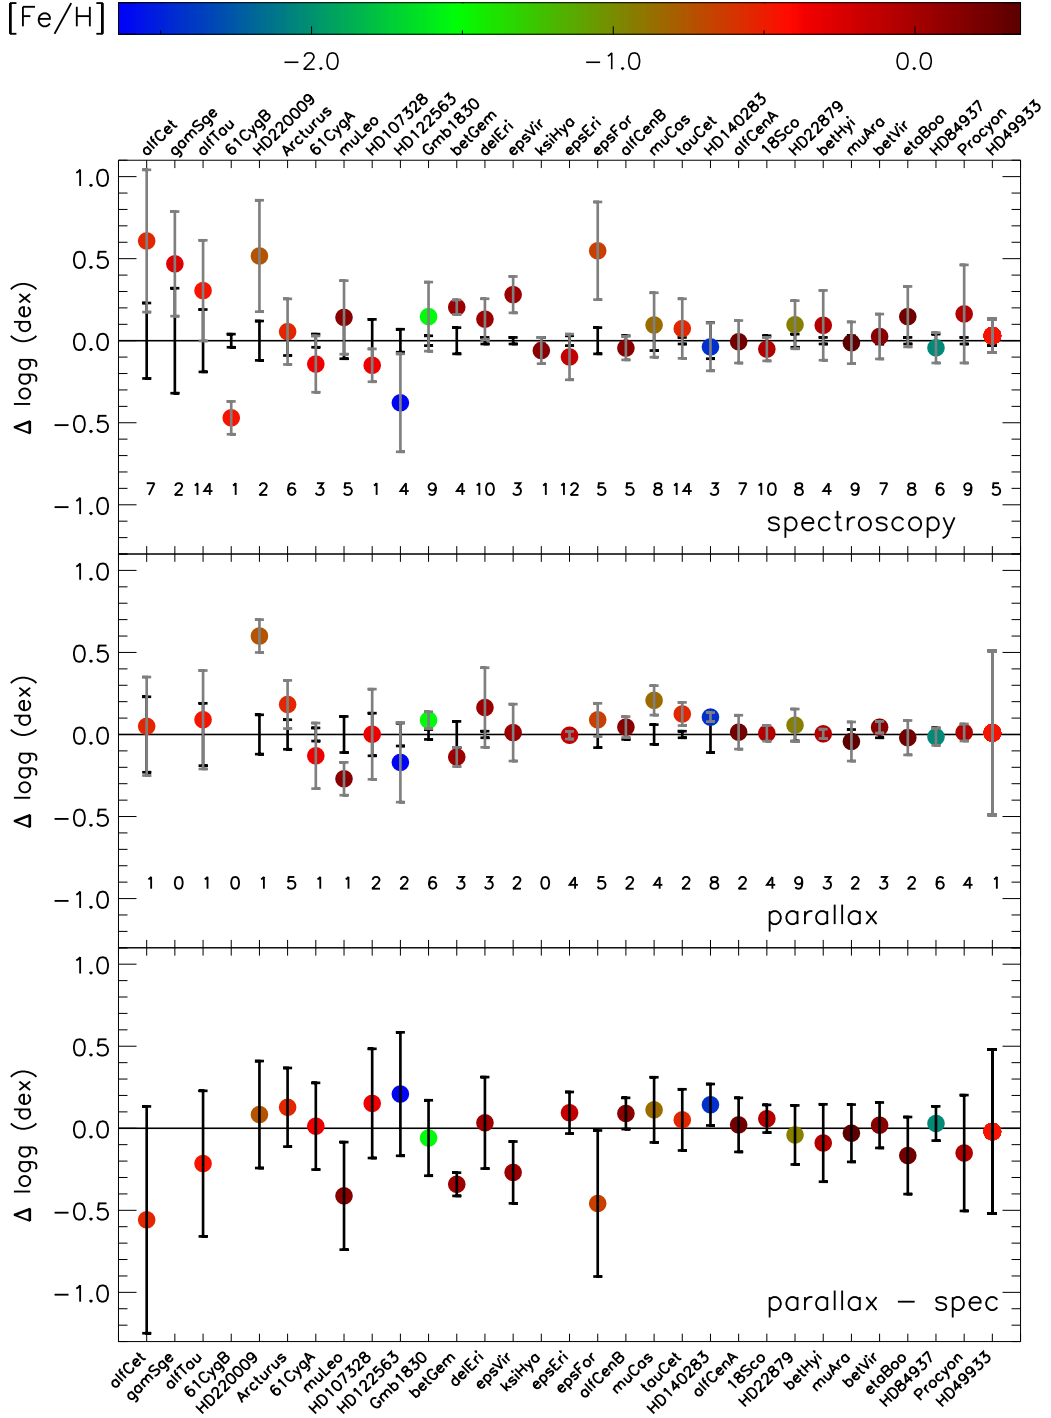 [Fe/H]
−2.0 −1.0 0.0
alfCet gamSge alfTau 61CygB HD220009 Arcturus 61CygA muLeo HD107328 HD122563 Gmb1830 betGem delEri epsVir ksiHya epsEri epsFor alfCenB muCas tauCet HD140283 alfCenA 18Sco HD22879 betHyi muAra betVir etaBoo HD84937 Procyon HD49933
1.0
0.5
0.0
−0.5
−1.0
Δ logg (dex)
7 2 14 1 2 6 3 5 1 4 9 4 10 3 1 12 5 5 8 14 3 7 10 8 4 9 7 8 6 9 5
spectroscopy
1.0
0.5
0.0
−0.5
−1.0
Δ logg (dex)
1 0 1 0 1 5 1 1 2 2 6 3 3 2 0 4 5 2 4 2 8 2 4 9 3 2 3 2 6 4 1
parallax
1.0
0.5
0.0
−0.5
−1.0
Δ logg (dex)
parallax − spec
alfCet gamSge alfTau 61CygB HD220009 Arcturus 61CygA muLeo HD107328 HD122563 Gmb1830 betGem delEri epsVir ksiHya epsEri epsFor alfCenB muCas tauCet HD140283 alfCenA 18Sco HD22879 betHyi muAra betVir etaBoo HD84937 Procyon HD49933